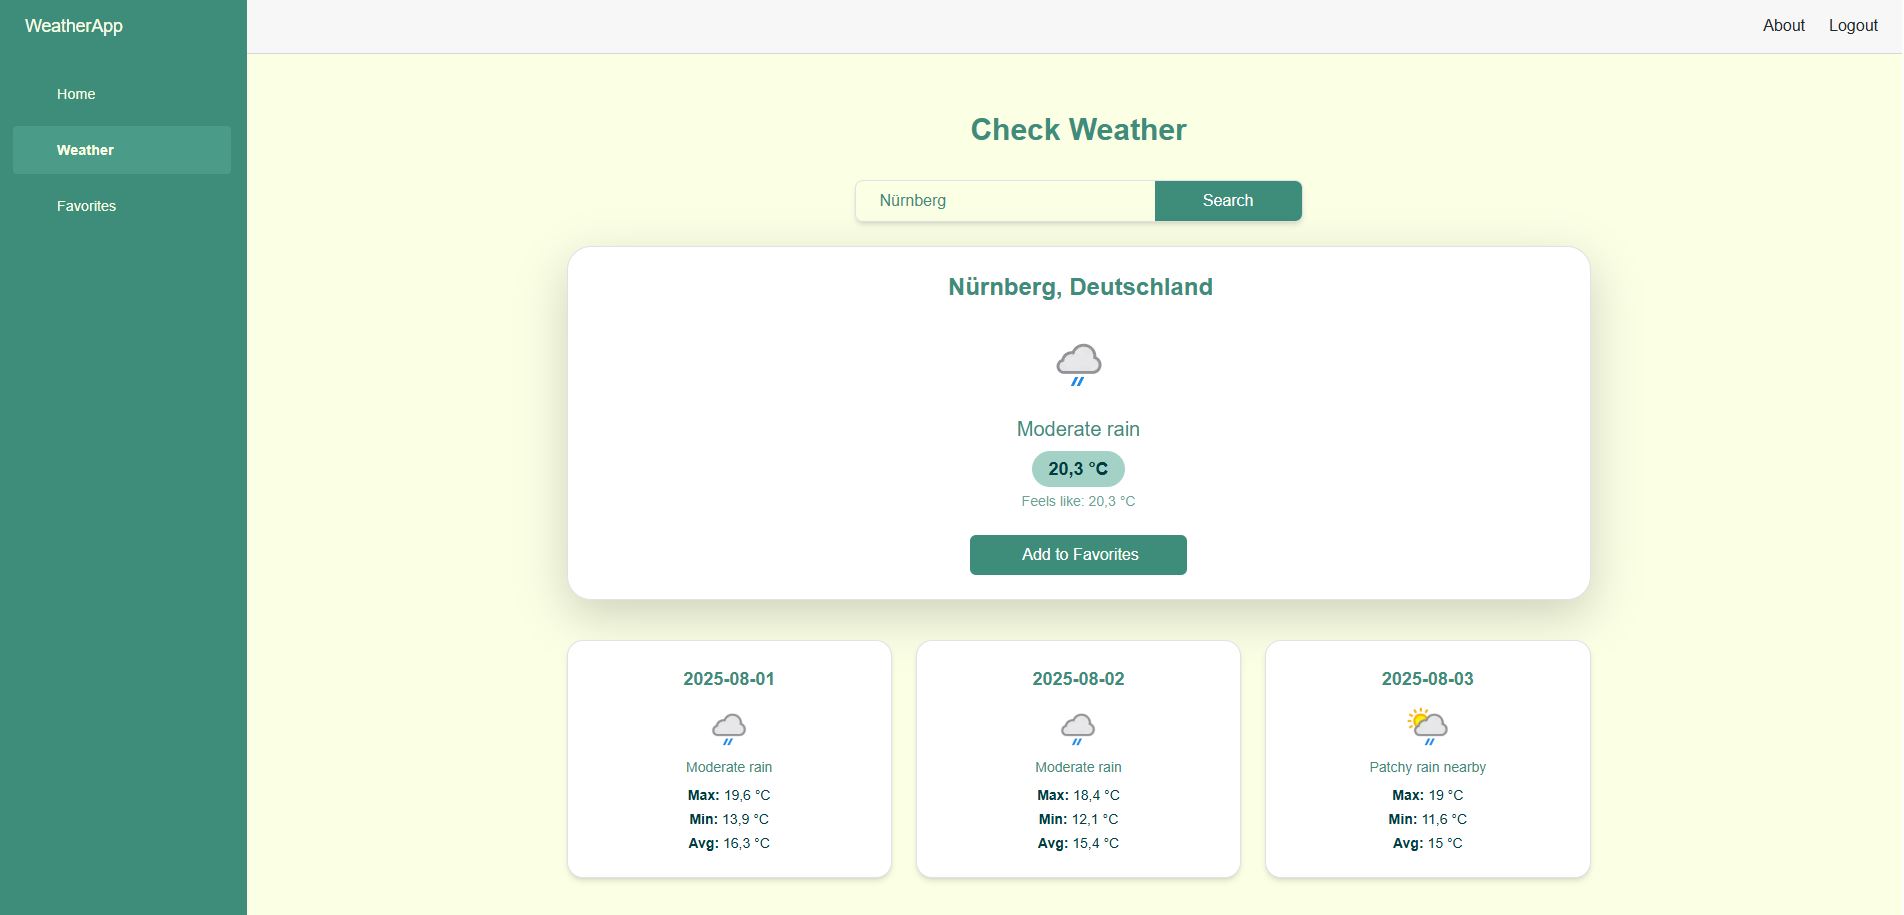 WeatherApp
About Logout
Home
Weather
Favorites
Check Weather
Nürnberg
Search
Nürnberg, Deutschland
Moderate rain
20,3 °C
Feels like: 20,3 °C
Add to Favorites
2025-08-01
Moderate rain
Max: 19,6 °C
Min: 13,9 °C
Avg: 16,3 °C
2025-08-02
Moderate rain
Max: 18,4 °C
Min: 12,1 °C
Avg: 15,4 °C
2025-08-03
Patchy rain nearby
Max: 19 °C
Min: 11,6 °C
Avg: 15 °C